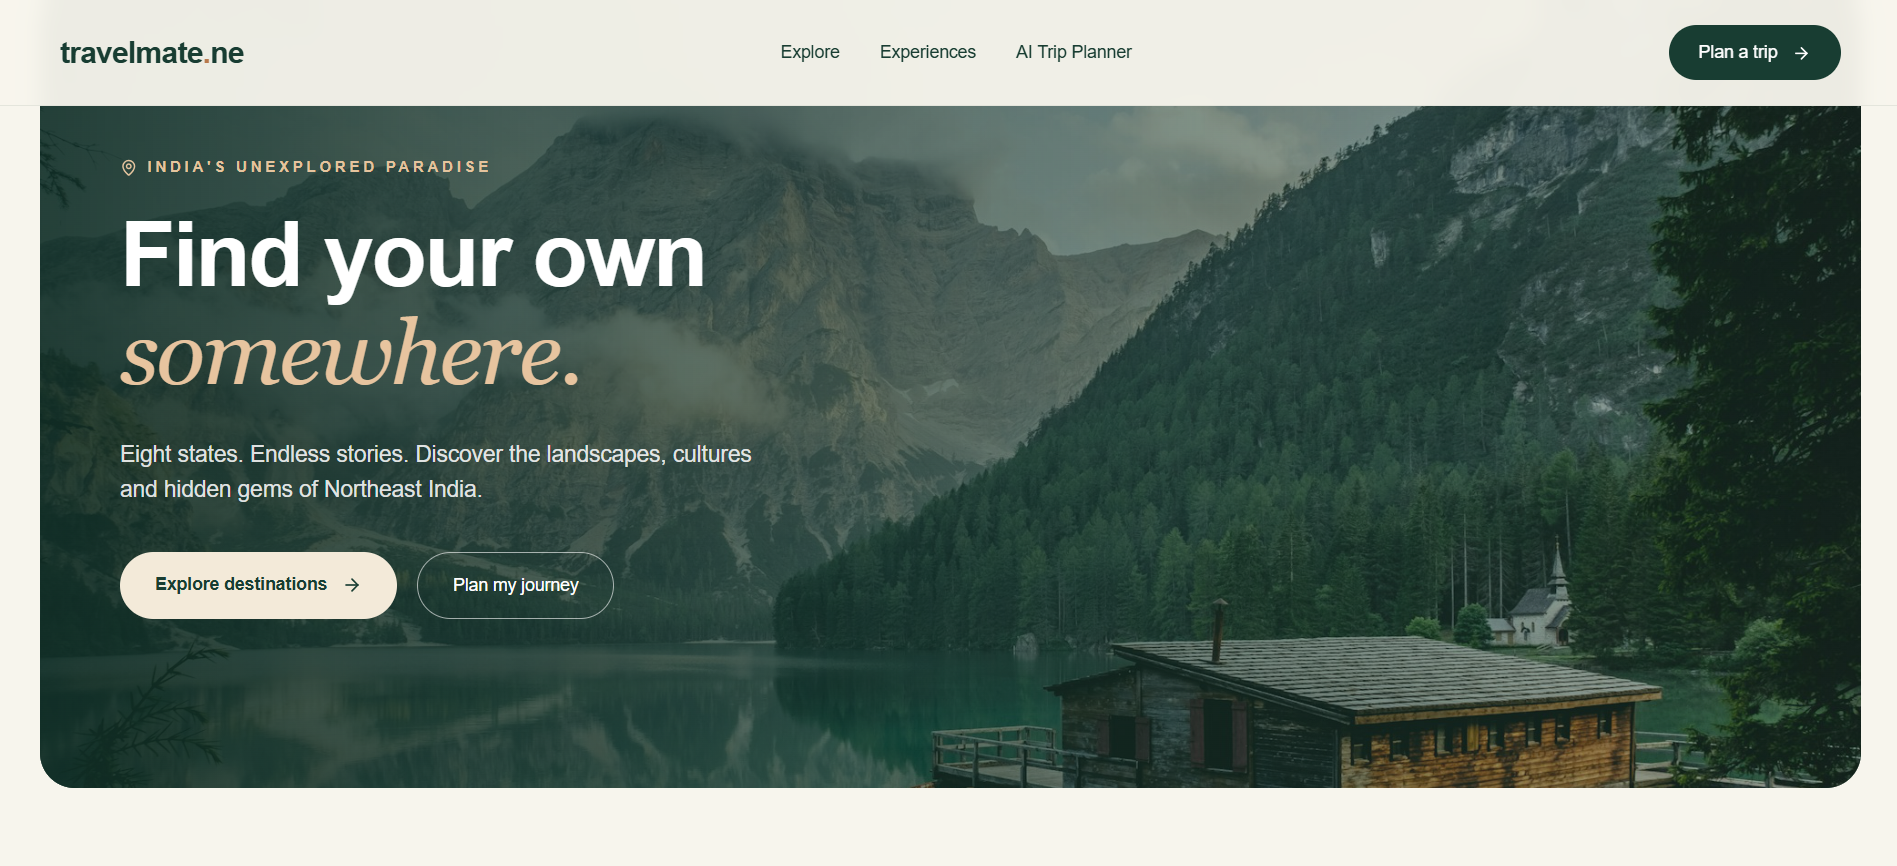 travelmate.ne
Explore
Experiences
AI Trip Planner
Plan a trip
INDIA'S UNEXPLORED PARADISE
Find your own
somewhere.
Eight states. Endless stories. Discover the landscapes, cultures
and hidden gems of Northeast India.
Explore destinations
Plan my journey